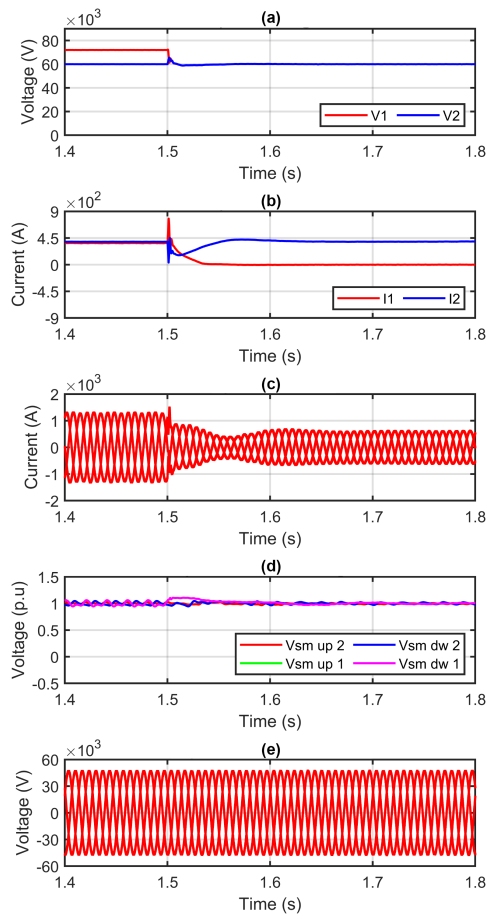 (a)
×10³
Voltage (V)
80
60
40
20
0
V1 V2
1.4 1.5 1.6 1.7 1.8
Time (s)
(b)
×10²
Current (A)
9
4.5
0
-4.5
-9
I1 I2
1.4 1.5 1.6 1.7 1.8
Time (s)
(c)
×10³
Current (A)
2
1
0
-1
-2
1.4 1.5 1.6 1.7 1.8
Time (s)
(d)
Voltage (p.u)
1.5
1
0.5
0
-0.5
Vsm up 2 Vsm dw 2
Vsm up 1 Vsm dw 1
1.4 1.5 1.6 1.7 1.8
Time (s)
(e)
×10³
Voltage (V)
60
30
0
-30
-60
1.4 1.5 1.6 1.7 1.8
Time (s)